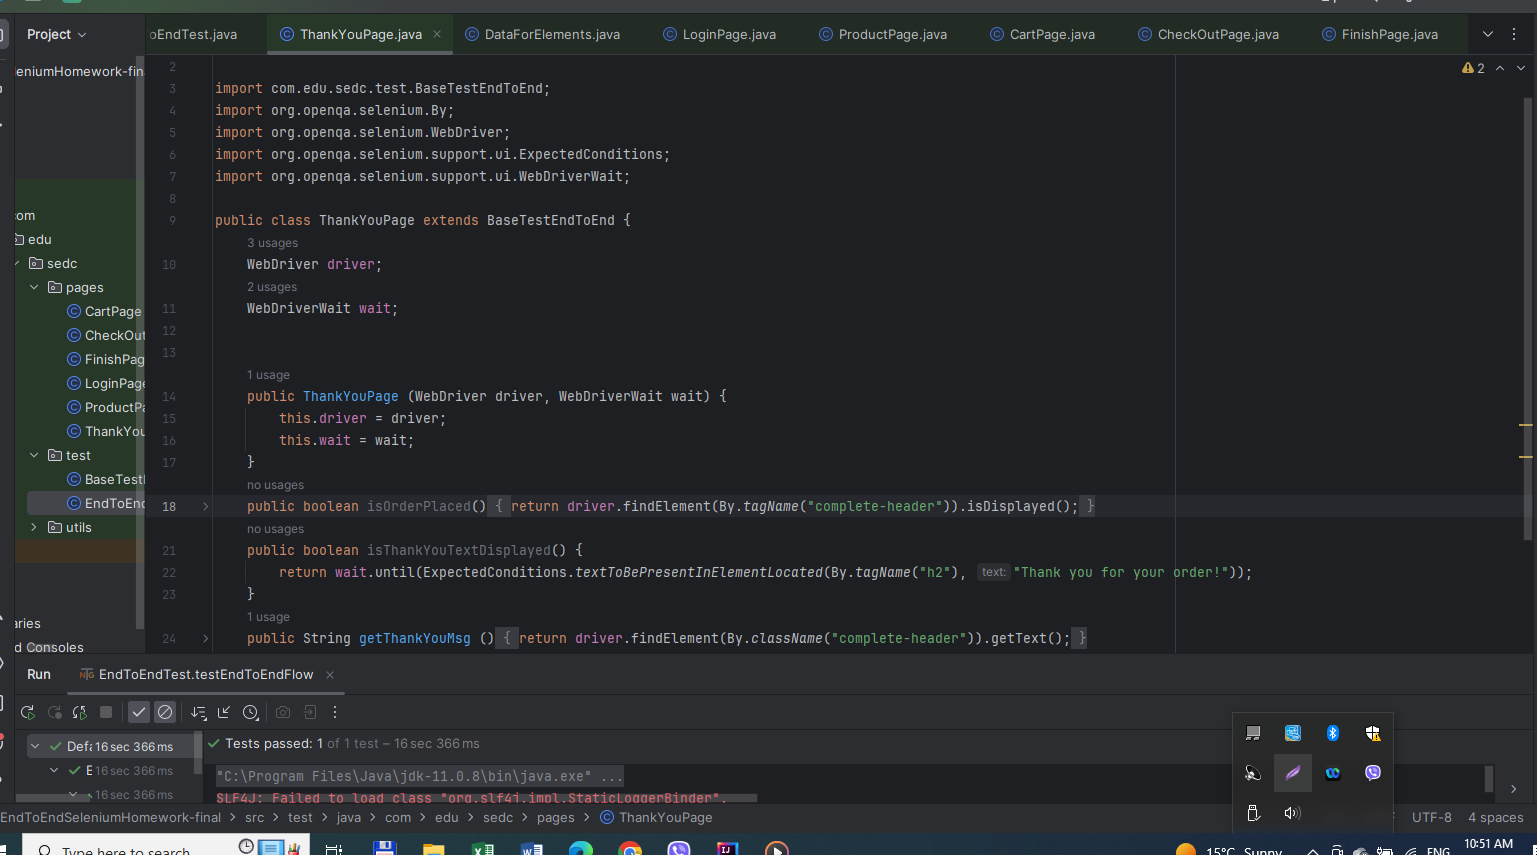 Project
oEndTest.java
ThankYouPage.java
DataForElements.java
LoginPage.java
ProductPage.java
CartPage.java
CheckOutPage.java
FinishPage.java
eniumHomework-fin
com
edu
sedc
pages
CartPage
CheckOut
FinishPag
LoginPage
ProductPa
ThankYou
test
BaseTestE
EndToEnd
utils
aries
d Consoles
2
2
3 import com.edu.sedc.test.BaseTestEndToEnd;
4 import org.openqa.selenium.By;
5 import org.openqa.selenium.WebDriver;
6 import org.openqa.selenium.support.ui.ExpectedConditions;
7 import org.openqa.selenium.support.ui.WebDriverWait;
8
9 public class ThankYouPage extends BaseTestEndToEnd {
3 usages
10 WebDriver driver;
2 usages
11 WebDriverWait wait;
12
13
1 usage
14 public ThankYouPage (WebDriver driver, WebDriverWait wait) {
15 this.driver = driver;
16 this.wait = wait;
17 }
no usages
18 public boolean isOrderPlaced() { return driver.findElement(By.tagName("complete-header")).isDisplayed(); }
no usages
21 public boolean isThankYouTextDisplayed() {
22 return wait.until(ExpectedConditions.textToBePresentInElementLocated(By.tagName("h2"), text: "Thank you for your order!"));
23 }
1 usage
24 public String getThankYouMsg () { return driver.findElement(By.className("complete-header")).getText(); }
Run
EndToEndTest.testEndToEndFlow
Defa 16 sec 366 ms
E 16 sec 366 ms
16 sec 366 ms
Tests passed: 1 of 1 test – 16 sec 366 ms
"C:\Program Files\Java\jdk-11.0.8\bin\java.exe" ...
SLF4J: Failed to load class "org.slf4j.impl.StaticLoggerBinder".
EndToEndSeleniumHomework-final > src > test > java > com > edu > sedc > pages > ThankYouPage
UTF-8
4 spaces
Type here to search
15°C Sunny
ENG
10:51 AM